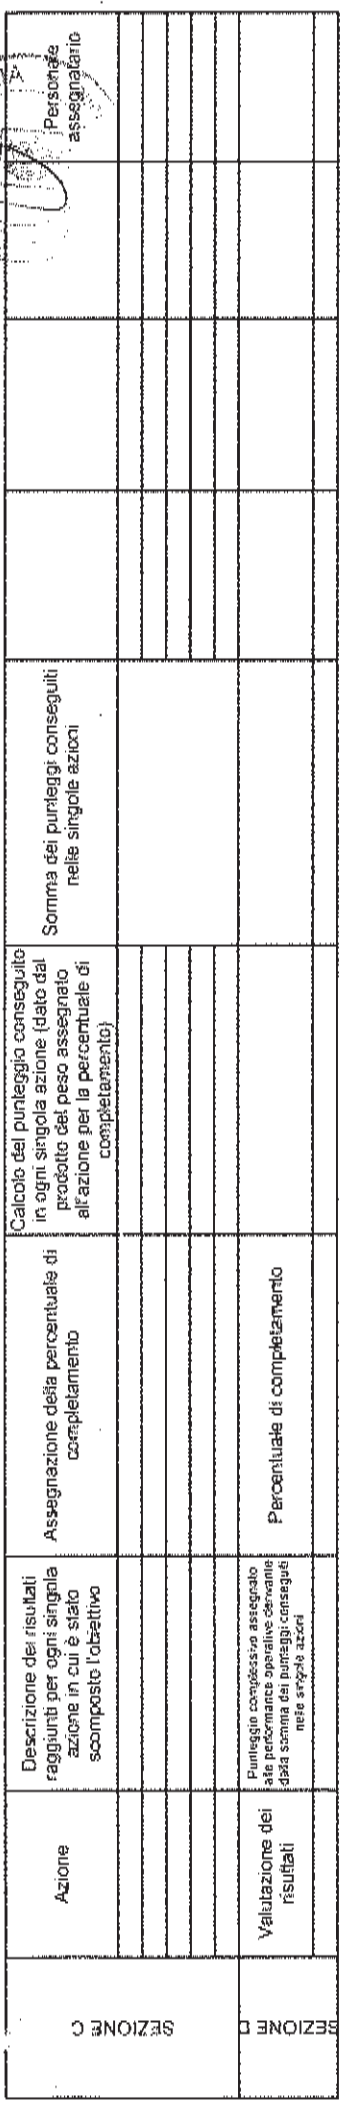 SEZIONE C
Azione
Descrizione dei risultati
raggiunti per ogni singola
azione in cui è stato
scomposto l'obiettivo
Assegnazione della percentuale di
completamento
Calcolo del punteggio conseguito
in ogni singola azione (dato dal
prodotto del peso assegnato
all'azione per la percentuale di
completamento)
Somma dei punteggi conseguiti
nelle singole azioni
Personale
assegnatario
SEZIONE D
Valutazione dei
risultati
Punteggio complessivo assegnato
alle performance operative derivante
dalla somma dei punteggi conseguiti
nelle singole azioni
Percentuale di completamento